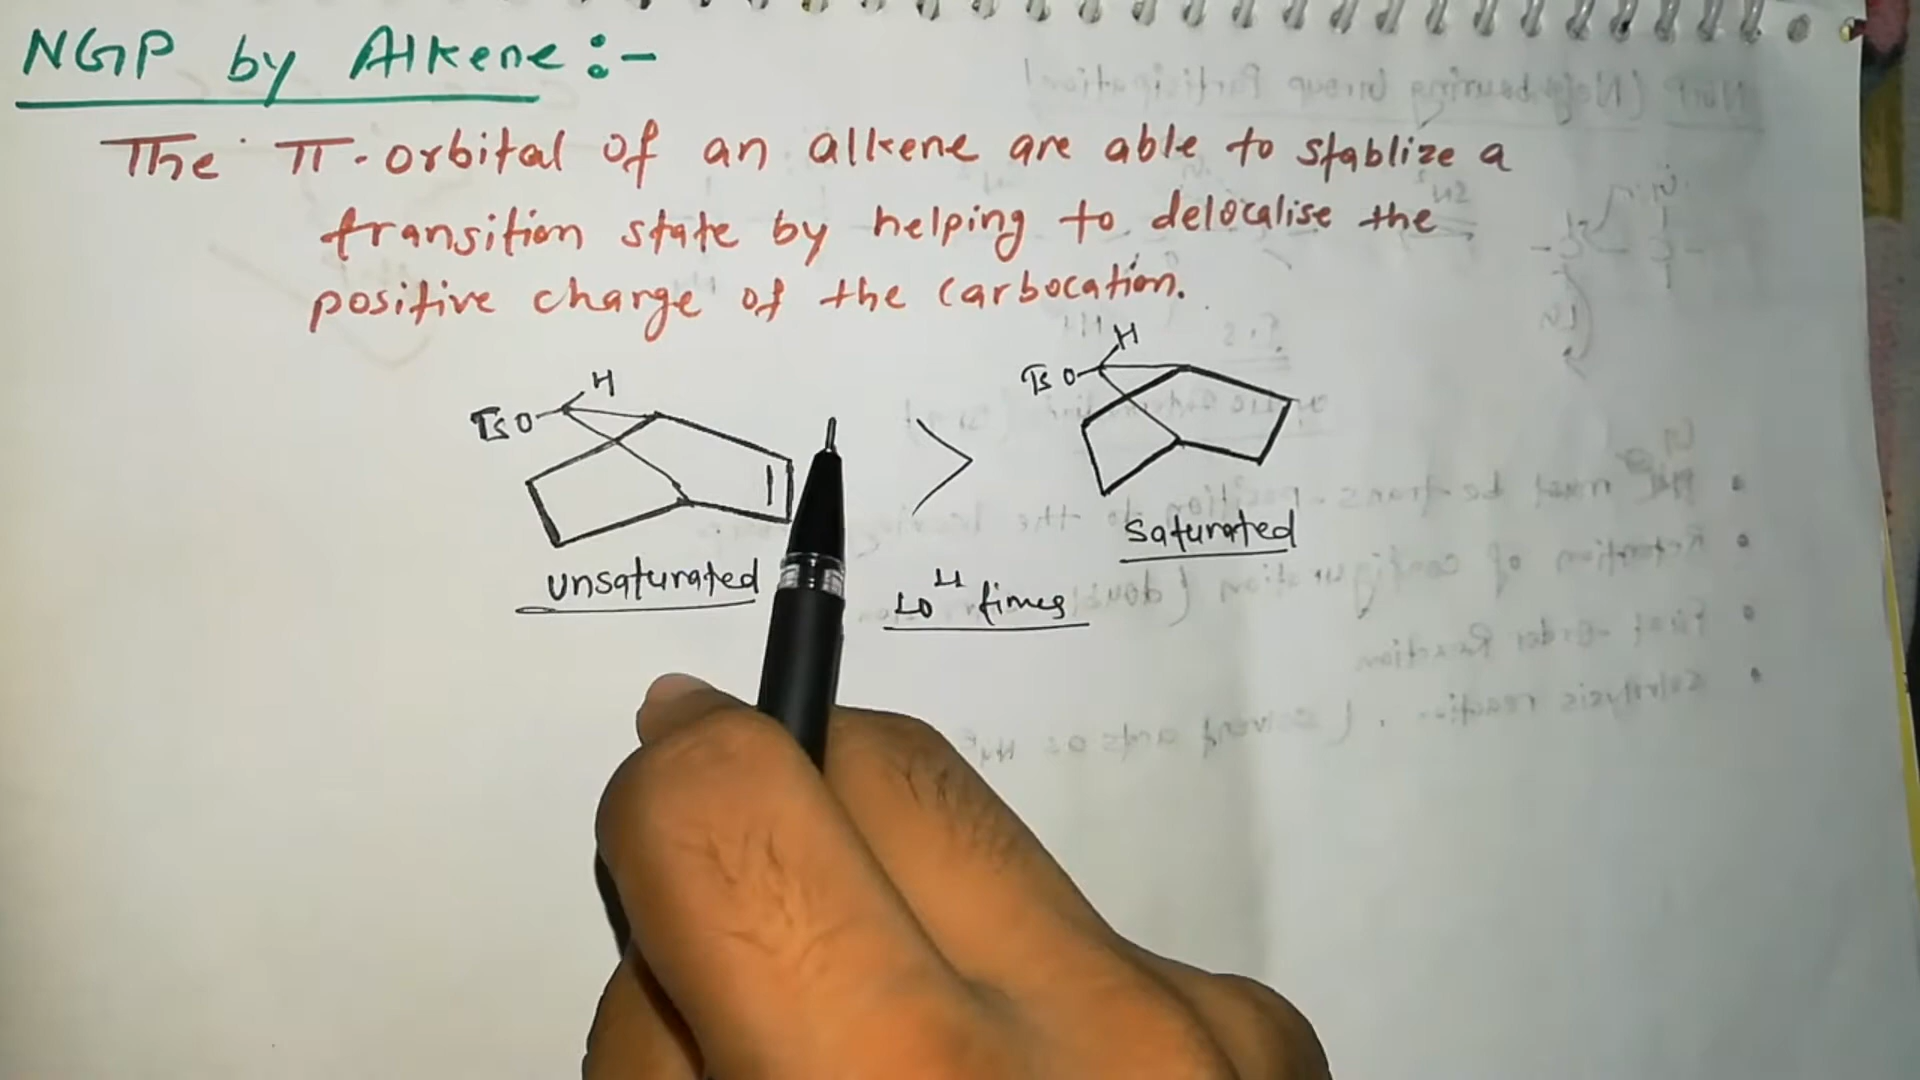 NGP by Alkene :-
The π-orbital of an alkene are able to stablize a
transition state by helping to delocalise the
positive charge of the carbocation.
H
TsO
H
TsO
>
saturated
unsaturated
10¹¹ times